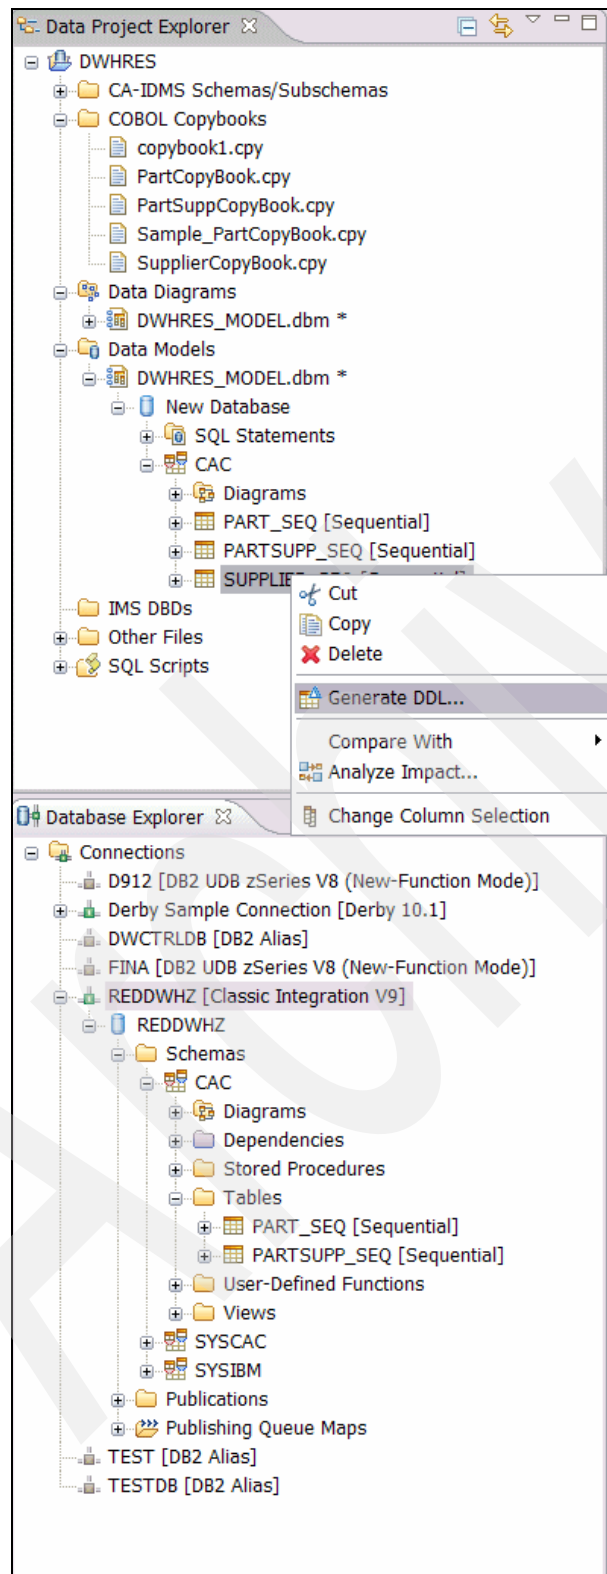 Data Project Explorer
DWHRES
CA-IDMS Schemas/Subschemas
COBOL Copybooks
copybook1.cpy
PartCopyBook.cpy
PartSuppCopyBook.cpy
Sample_PartCopyBook.cpy
SupplierCopyBook.cpy
Data Diagrams
DWHRES_MODEL.dbm *
Data Models
DWHRES_MODEL.dbm *
New Database
SQL Statements
CAC
Diagrams
PART_SEQ [Sequential]
PARTSUPP_SEQ [Sequential]
SUPPLIER_SEQ [Sequential]
IMS DBDs
Other Files
SQL Scripts
Cut
Copy
Delete
Generate DDL...
Compare With
Analyze Impact...
Change Column Selection
Database Explorer
Connections
D912 [DB2 UDB zSeries V8 (New-Function Mode)]
Derby Sample Connection [Derby 10.1]
DWCTRLDB [DB2 Alias]
FINA [DB2 UDB zSeries V8 (New-Function Mode)]
REDDWHZ [Classic Integration V9]
REDDWHZ
Schemas
CAC
Diagrams
Dependencies
Stored Procedures
Tables
PART_SEQ [Sequential]
PARTSUPP_SEQ [Sequential]
User-Defined Functions
Views
SYSCAC
SYSIBM
Publications
Publishing Queue Maps
TEST [DB2 Alias]
TESTDB [DB2 Alias]